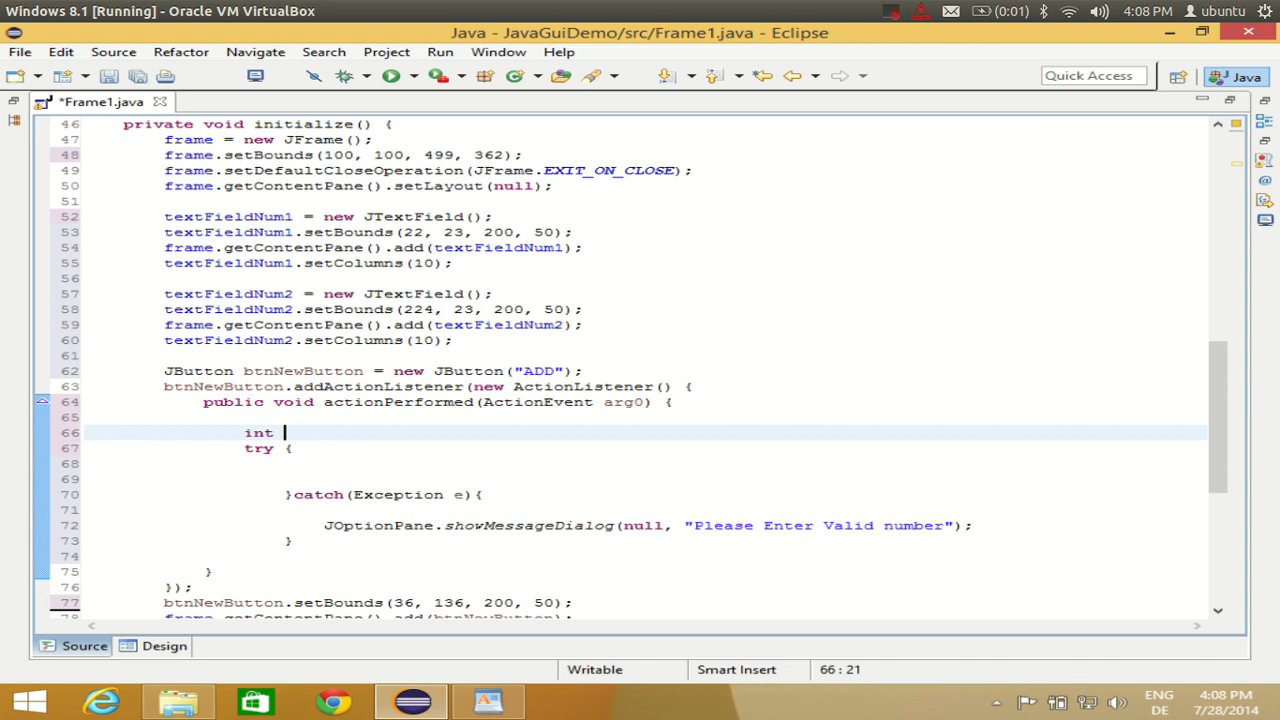 Windows 8.1 [Running] - Oracle VM VirtualBox
(0:01) 4:08 PM ubuntu
Java - JavaGuiDemo/src/Frame1.java - Eclipse
File Edit Source Refactor Navigate Search Project Run Window Help
Quick Access Java
*Frame1.java
46 private void initialize() {
47 frame = new JFrame();
48 frame.setBounds(100, 100, 499, 362);
49 frame.setDefaultCloseOperation(JFrame.EXIT_ON_CLOSE);
50 frame.getContentPane().setLayout(null);
51
52 textFieldNum1 = new JTextField();
53 textFieldNum1.setBounds(22, 23, 200, 50);
54 frame.getContentPane().add(textFieldNum1);
55 textFieldNum1.setColumns(10);
56
57 textFieldNum2 = new JTextField();
58 textFieldNum2.setBounds(224, 23, 200, 50);
59 frame.getContentPane().add(textFieldNum2);
60 textFieldNum2.setColumns(10);
61
62 JButton btnNewButton = new JButton("ADD");
63 btnNewButton.addActionListener(new ActionListener() {
64 public void actionPerformed(ActionEvent arg0) {
65
66 int
67 try {
68
69
70 }catch(Exception e){
71
72 JOptionPane.showMessageDialog(null, "Please Enter Valid number");
73 }
74
75 }
76 });
77 btnNewButton.setBounds(36, 136, 200, 50);
78 frame.getContentPane().add(btnNewButton);
Source Design
Writable Smart Insert 66 : 21
ENG 4:08 PM
DE 7/28/2014